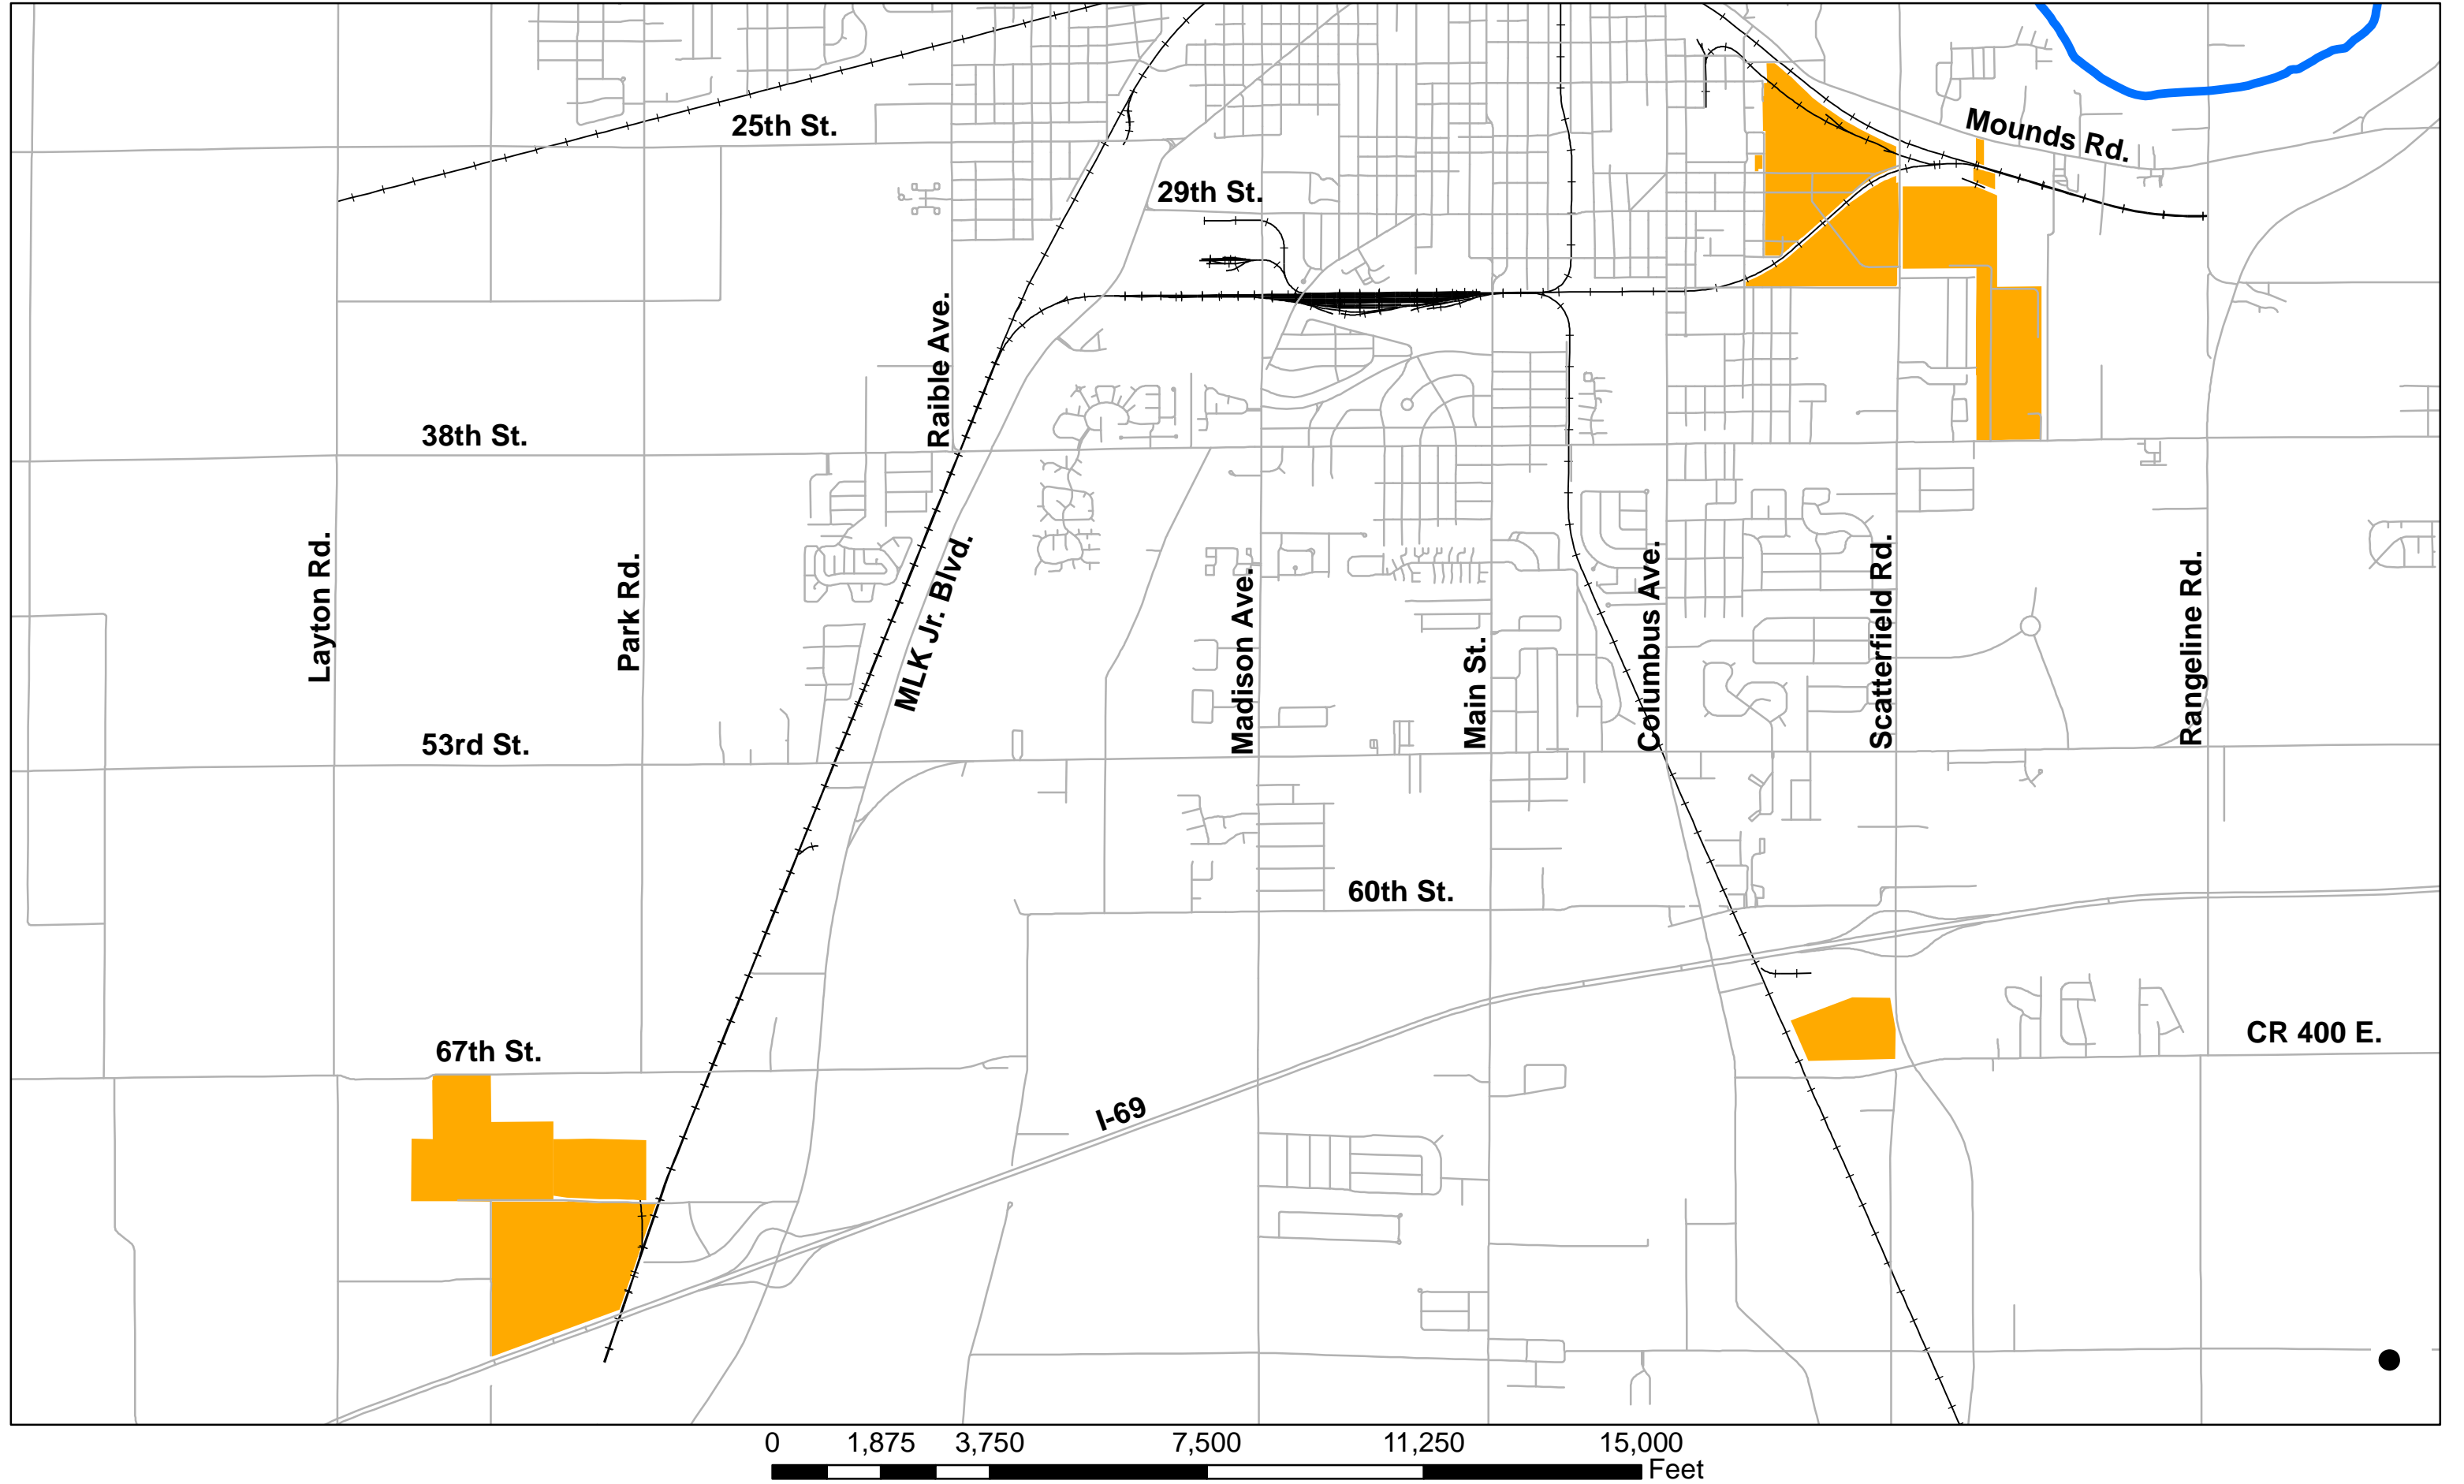 25th St.
Mounds Rd.
29th St.
Raible Ave.
38th St.
Layton Rd.
Park Rd.
MLK Jr. Blvd.
Madison Ave.
Main St.
Columbus Ave.
Scatterfield Rd.
Rangeline Rd.
53rd St.
60th St.
67th St.
CR 400 E.
I-69
0 1,875 3,750 7,500 11,250 15,000
Feet